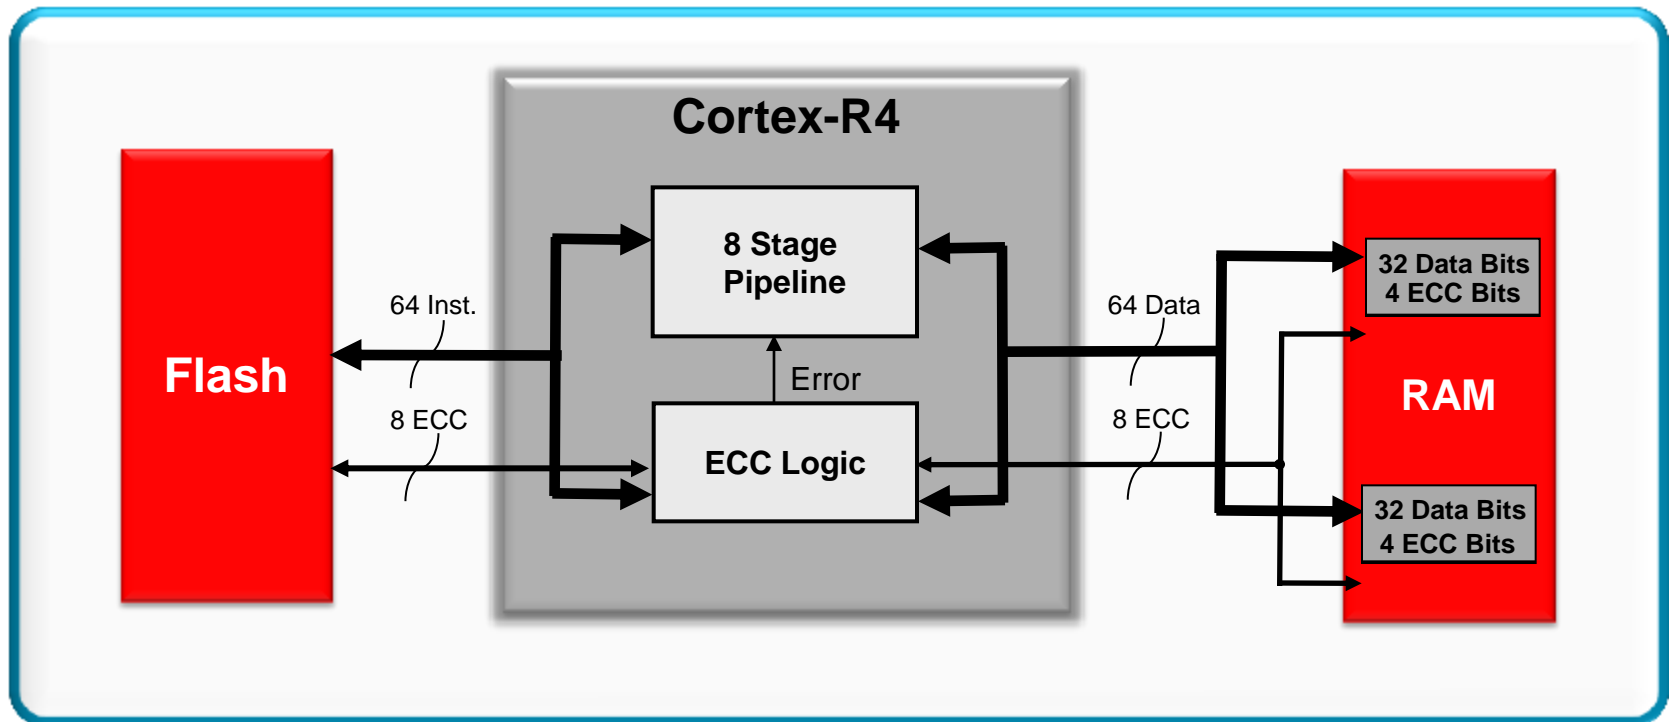 Cortex-R4
Flash
64 Inst.
8 ECC
8 Stage
Pipeline
Error
ECC Logic
64 Data
8 ECC
32 Data Bits
4 ECC Bits
RAM
32 Data Bits
4 ECC Bits